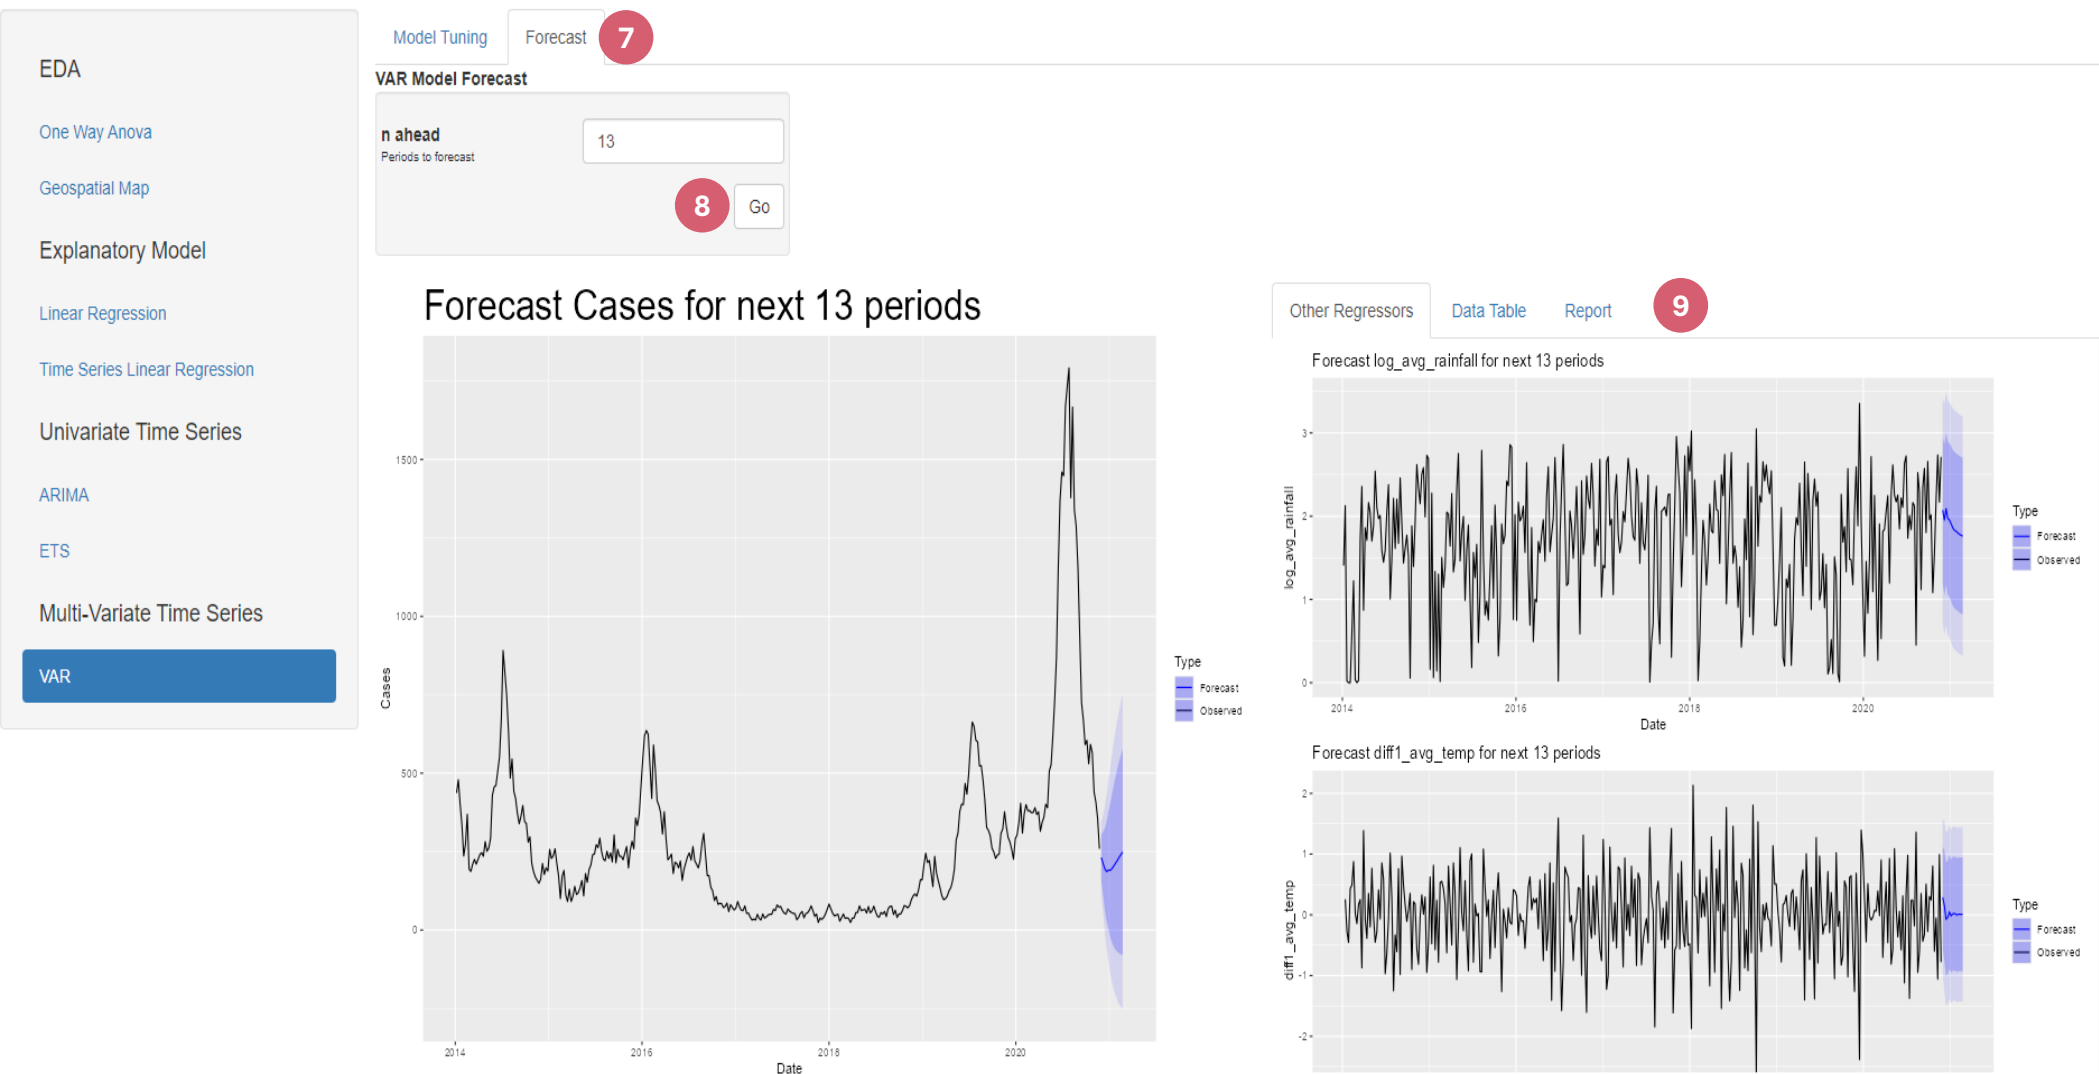 EDA
One Way Anova
Geospatial Map
Explanatory Model
Linear Regression
Time Series Linear Regression
Univariate Time Series
ARIMA
ETS
Multi-Variate Time Series
VAR
Model Tuning
Forecast
7
VAR Model Forecast
n ahead
Periods to forecast
13
8
Go
Forecast Cases for next 13 periods
1500
1000
500
0
Cases
2014
2016
2018
2020
Date
Type
Forecast
Observed
Other Regressors
Data Table
Report
9
Forecast log_avg_rainfall for next 13 periods
3
2
1
0
log_avg_rainfall
2014
2016
2018
2020
Date
Type
Forecast
Observed
Forecast diff1_avg_temp for next 13 periods
2
1
0
-1
-2
diff1_avg_temp
Type
Forecast
Observed